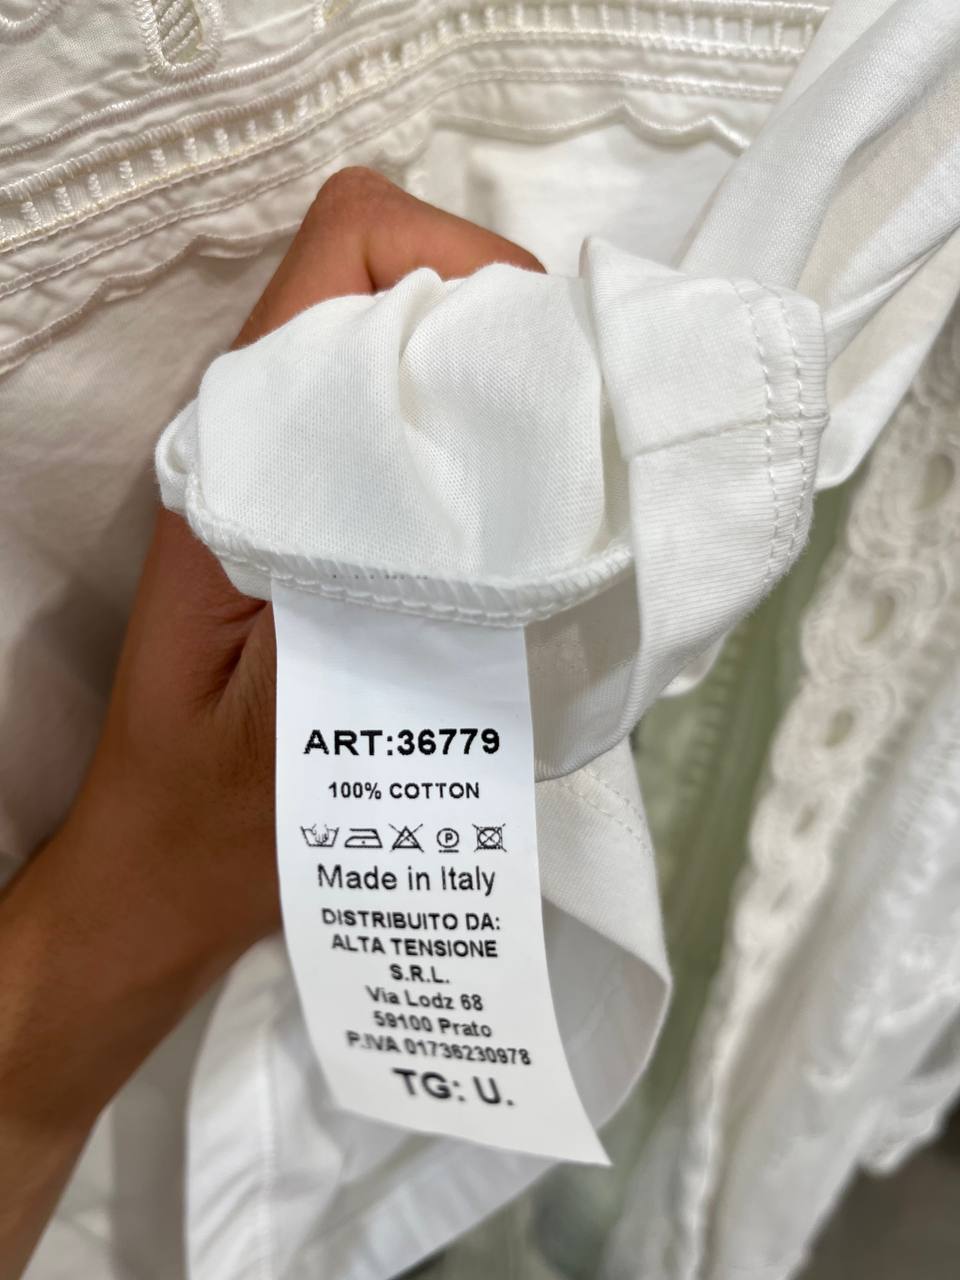 ART:36779
100% COTTON
P
Made in Italy
DISTRIBUITO DA:
ALTA TENSIONE
S.R.L.
Via Lodz 68
59100 Prato
P.IVA 01736230978
TG: U.